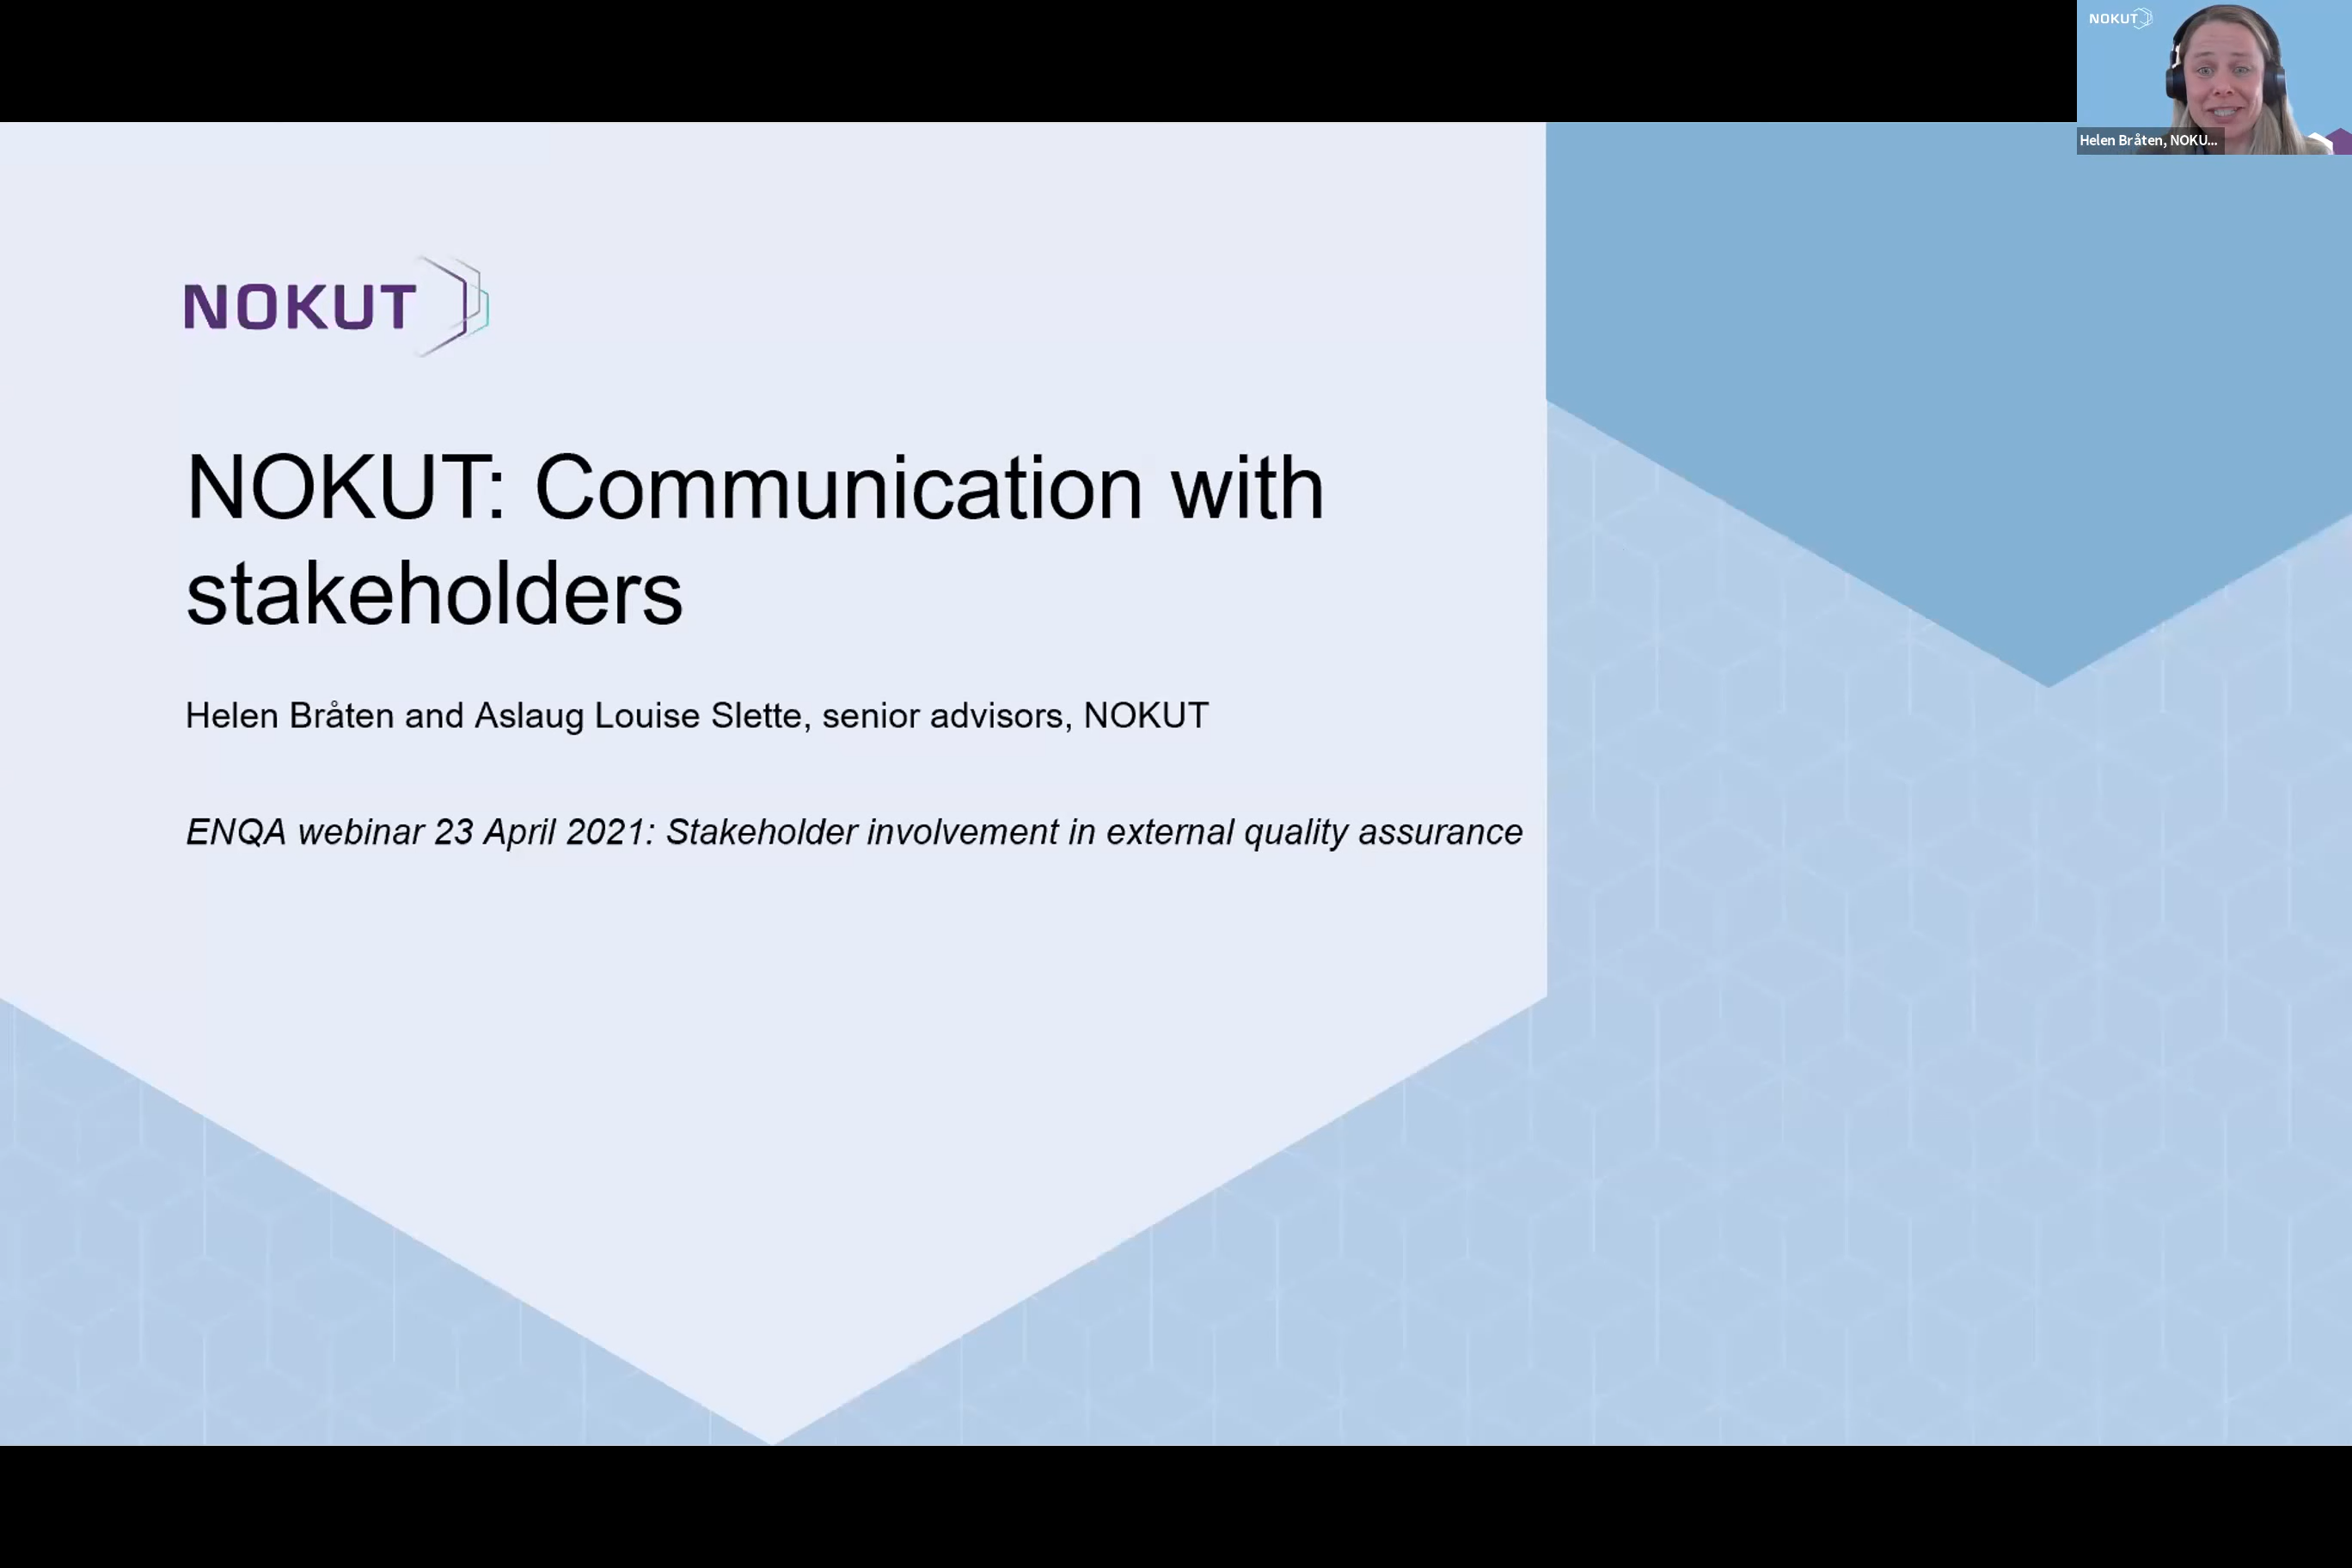 NOKUT
Helen Bråten, NOKU...
NOKUT
NOKUT: Communication with
stakeholders
Helen Bråten and Aslaug Louise Slette, senior advisors, NOKUT
ENQA webinar 23 April 2021: Stakeholder involvement in external quality assurance